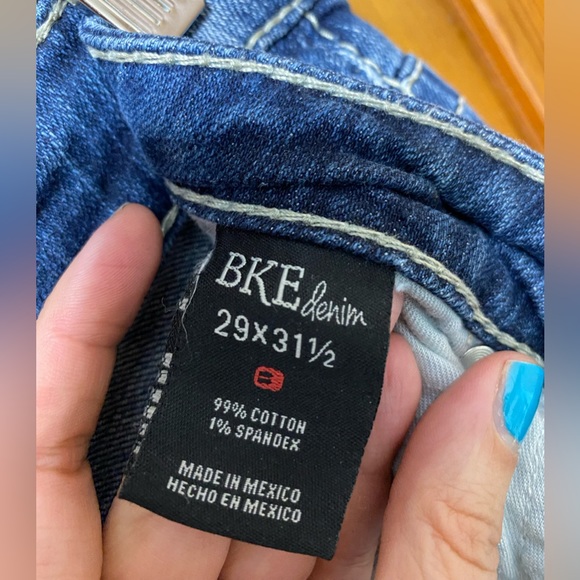 BKE denim
29X31½
99% COTTON
1% SPANDEX
MADE IN MEXICO
HECHO EN MEXICO